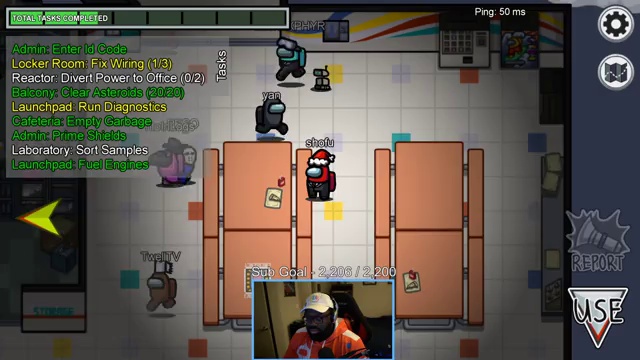 TOTAL TASKS COMPLETED
Ping: 50 ms
Admin: Enter Id Code
Locker Room: Fix Wiring (1/3)
Reactor: Divert Power to Office (0/2)
Balcony: Clear Asteroids (20/20)
Launchpad: Run Diagnostics
Cafeteria: Empty Garbage
Admin: Prime Shields
Laboratory: Sort Samples
Launchpad: Fuel Engines
Tasks
yan
shofu
TwellTV
STORAGE
Sub Goal - 2,206 / 2,200
REPORT
USE